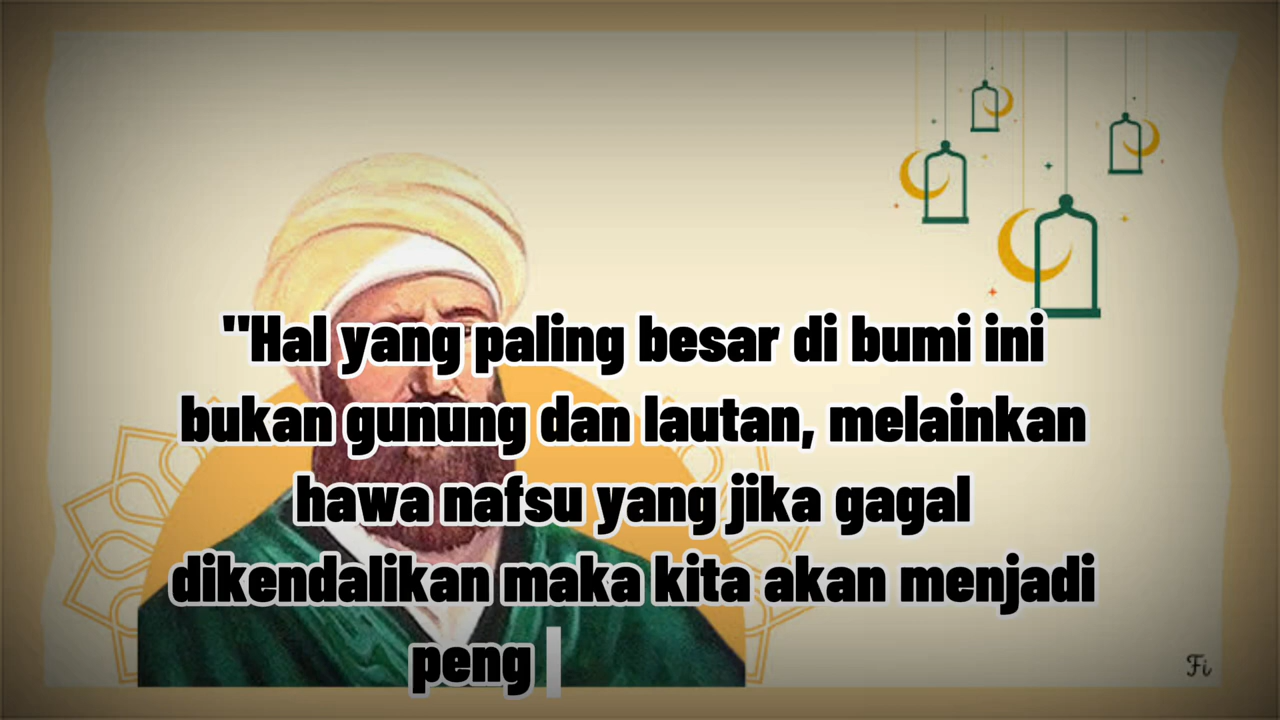 "Hal yang paling besar di bumi ini
bukan gunung dan lautan, melainkan
hawa nafsu yang jika gagal
dikendalikan maka kita akan menjadi
peng
Fi